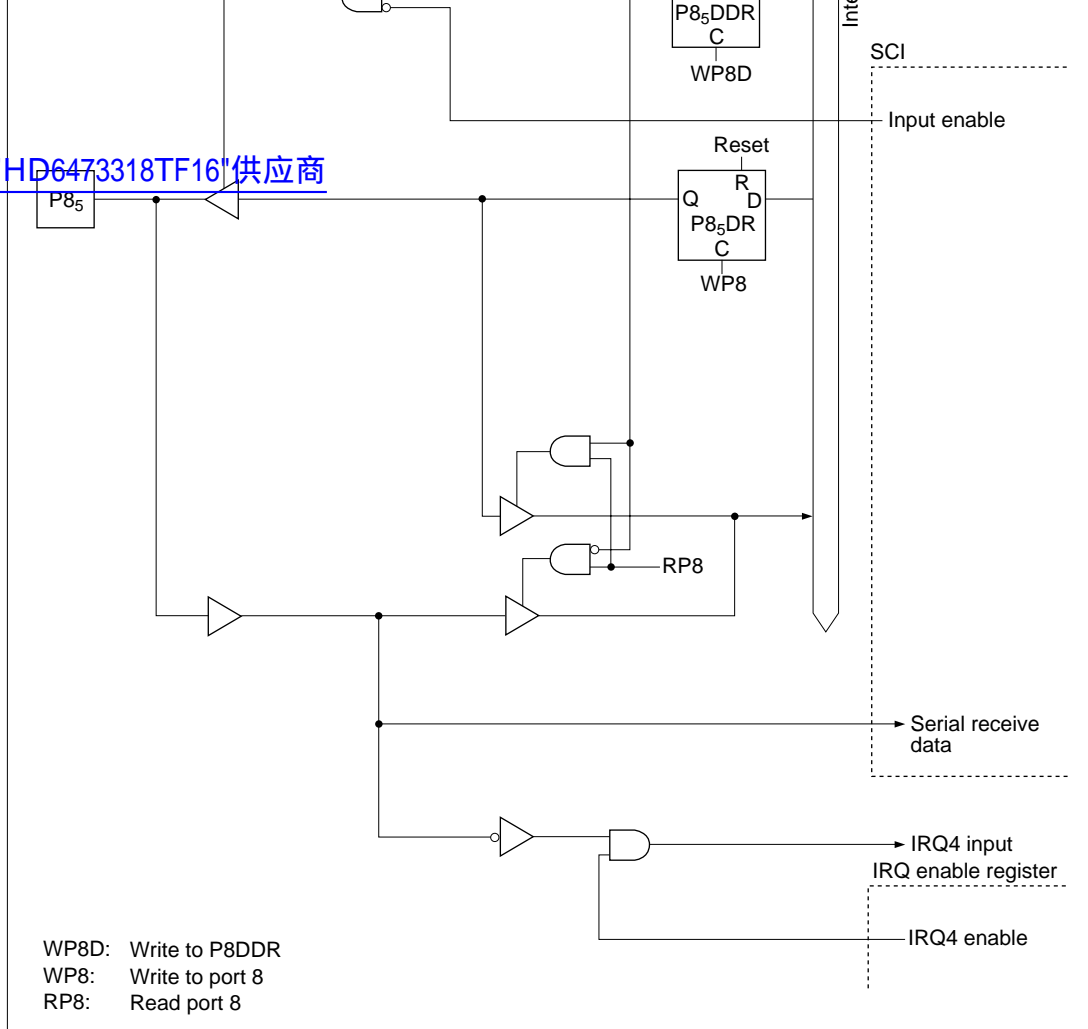 P8₅DDR
C
WP8D
Inte
SCI
Input enable
Reset
HD6473318TF16"供应商
P8₅
R
Q
D
P8₅DR
C
WP8
RP8
Serial receive
data
IRQ4 input
IRQ enable register
IRQ4 enable
WP8D: Write to P8DDR
WP8: Write to port 8
RP8: Read port 8